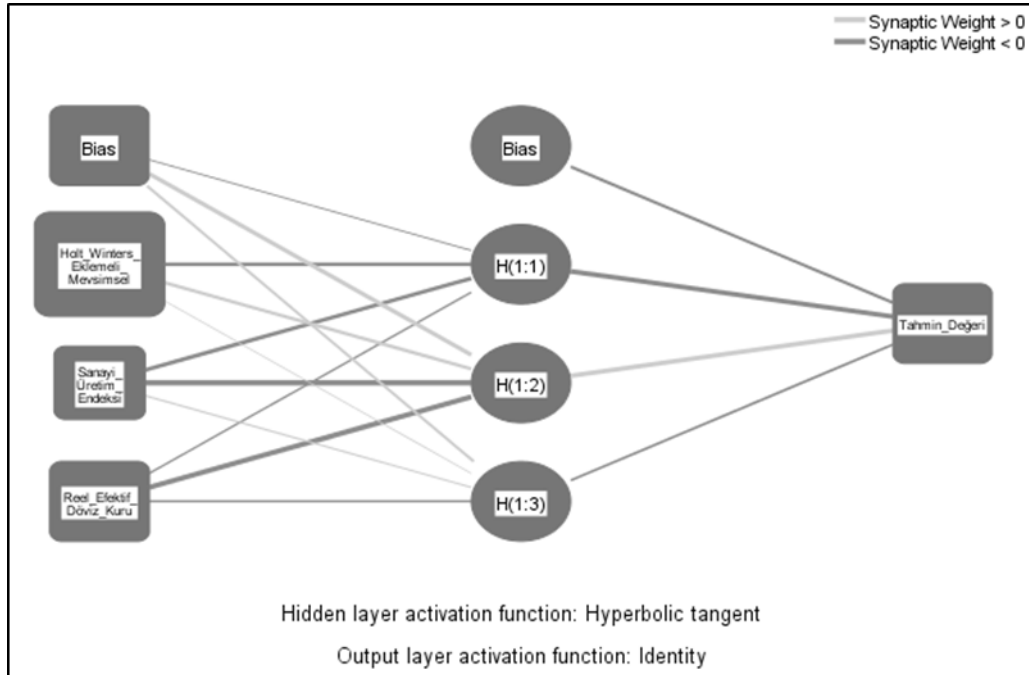 Synaptic Weight > 0
Synaptic Weight < 0
Bias
Holt_Winters_
Eklemeli_
Mevsimsel
Sanayi_
Üretim_
Endeksi
Reel_Efektif_
Döviz_Kuru
Bias
H(1:1)
H(1:2)
H(1:3)
Tahmin_Değeri
Hidden layer activation function: Hyperbolic tangent
Output layer activation function: Identity